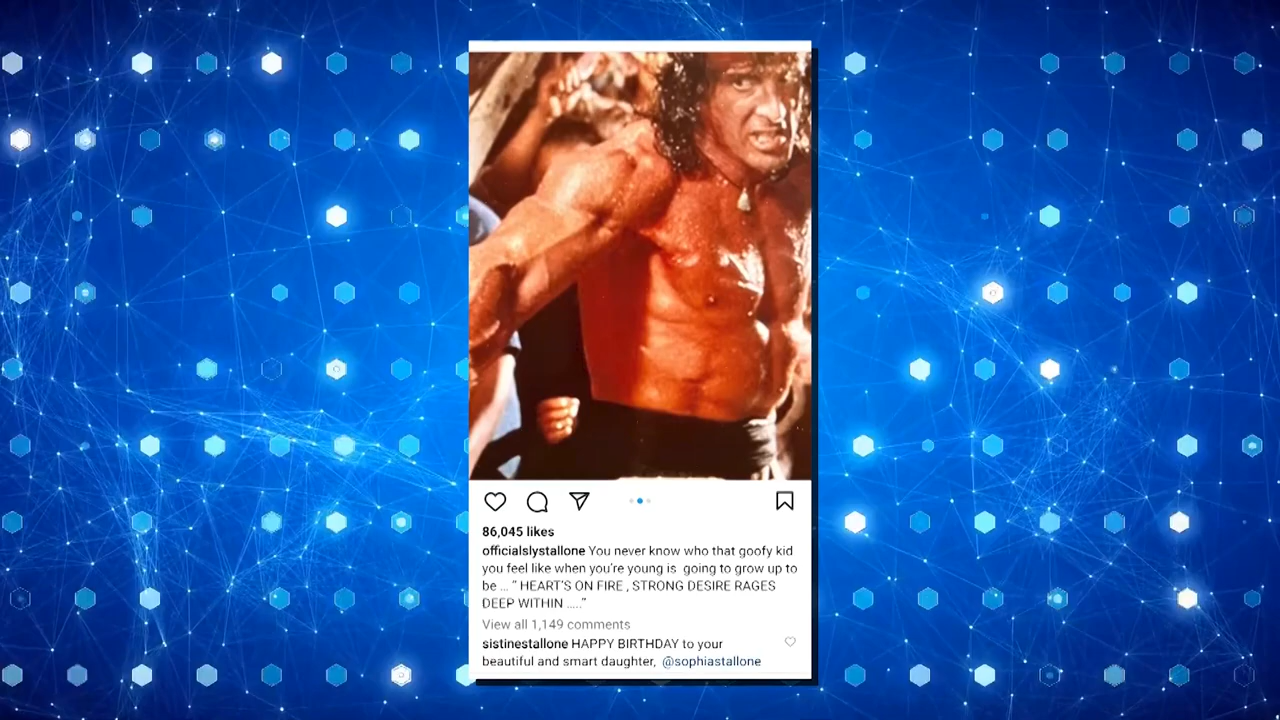 86,045 likes
officialslystallone You never know who that goofy kid
you feel like when you're young is going to grow up to
be ... " HEART'S ON FIRE , STRONG DESIRE RAGES
DEEP WITHIN ....."
View all 1,149 comments
sistinestallone HAPPY BIRTHDAY to your
beautiful and smart daughter, @sophiastallone